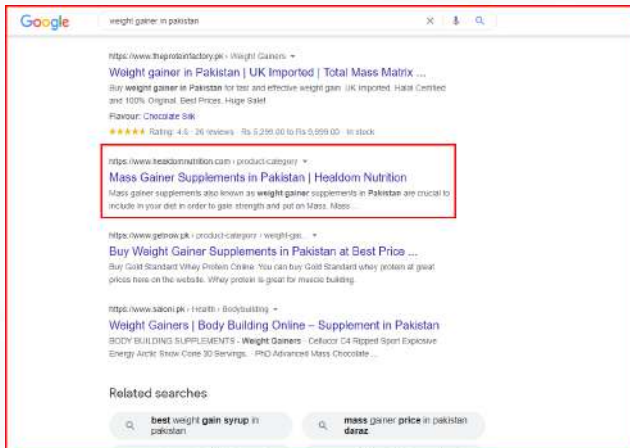 Google
weight gainer in pakistan
https://www.theproteinfactory.pk › Weight Gainers
Weight gainer in Pakistan | UK Imported | Total Mass Matrix ...
Buy weight gainer in Pakistan for fast and effective weight gain. UK Imported, Halal Certified
and 100% Original. Best Prices. Huge Sale!
Flavour: Chocolate Silk
Rating: 4.6 · 26 reviews · Rs 5,299.00 to Rs 9,999.00 · In stock
https://www.healdomnutrition.com › product-category
Mass Gainer Supplements in Pakistan | Healdom Nutrition
Mass gainer supplements also known as weight gainer supplements in Pakistan are crucial to
include in your diet in order to gain strength and put on Mass. Mass ...
https://www.getnow.pk › product-category › weight-gai...
Buy Weight Gainer Supplements in Pakistan at Best Price ...
Buy Gold Standard Whey Protein Online. You can buy Gold Standard whey protein at great
prices here on the website. Whey protein is great for muscle building.
https://www.saloni.pk › Health › Bodybuilding
Weight Gainers | Body Building Online – Supplement in Pakistan
BODY BUILDING SUPPLEMENTS - Weight Gainers · Cellucor C4 Ripped Sport Explosive
Energy Arctic Snow Cone 30 Servings. · PhD Advanced Mass Chocolate ...
Related searches
best weight gain syrup in
pakistan
mass gainer price in pakistan
daraz